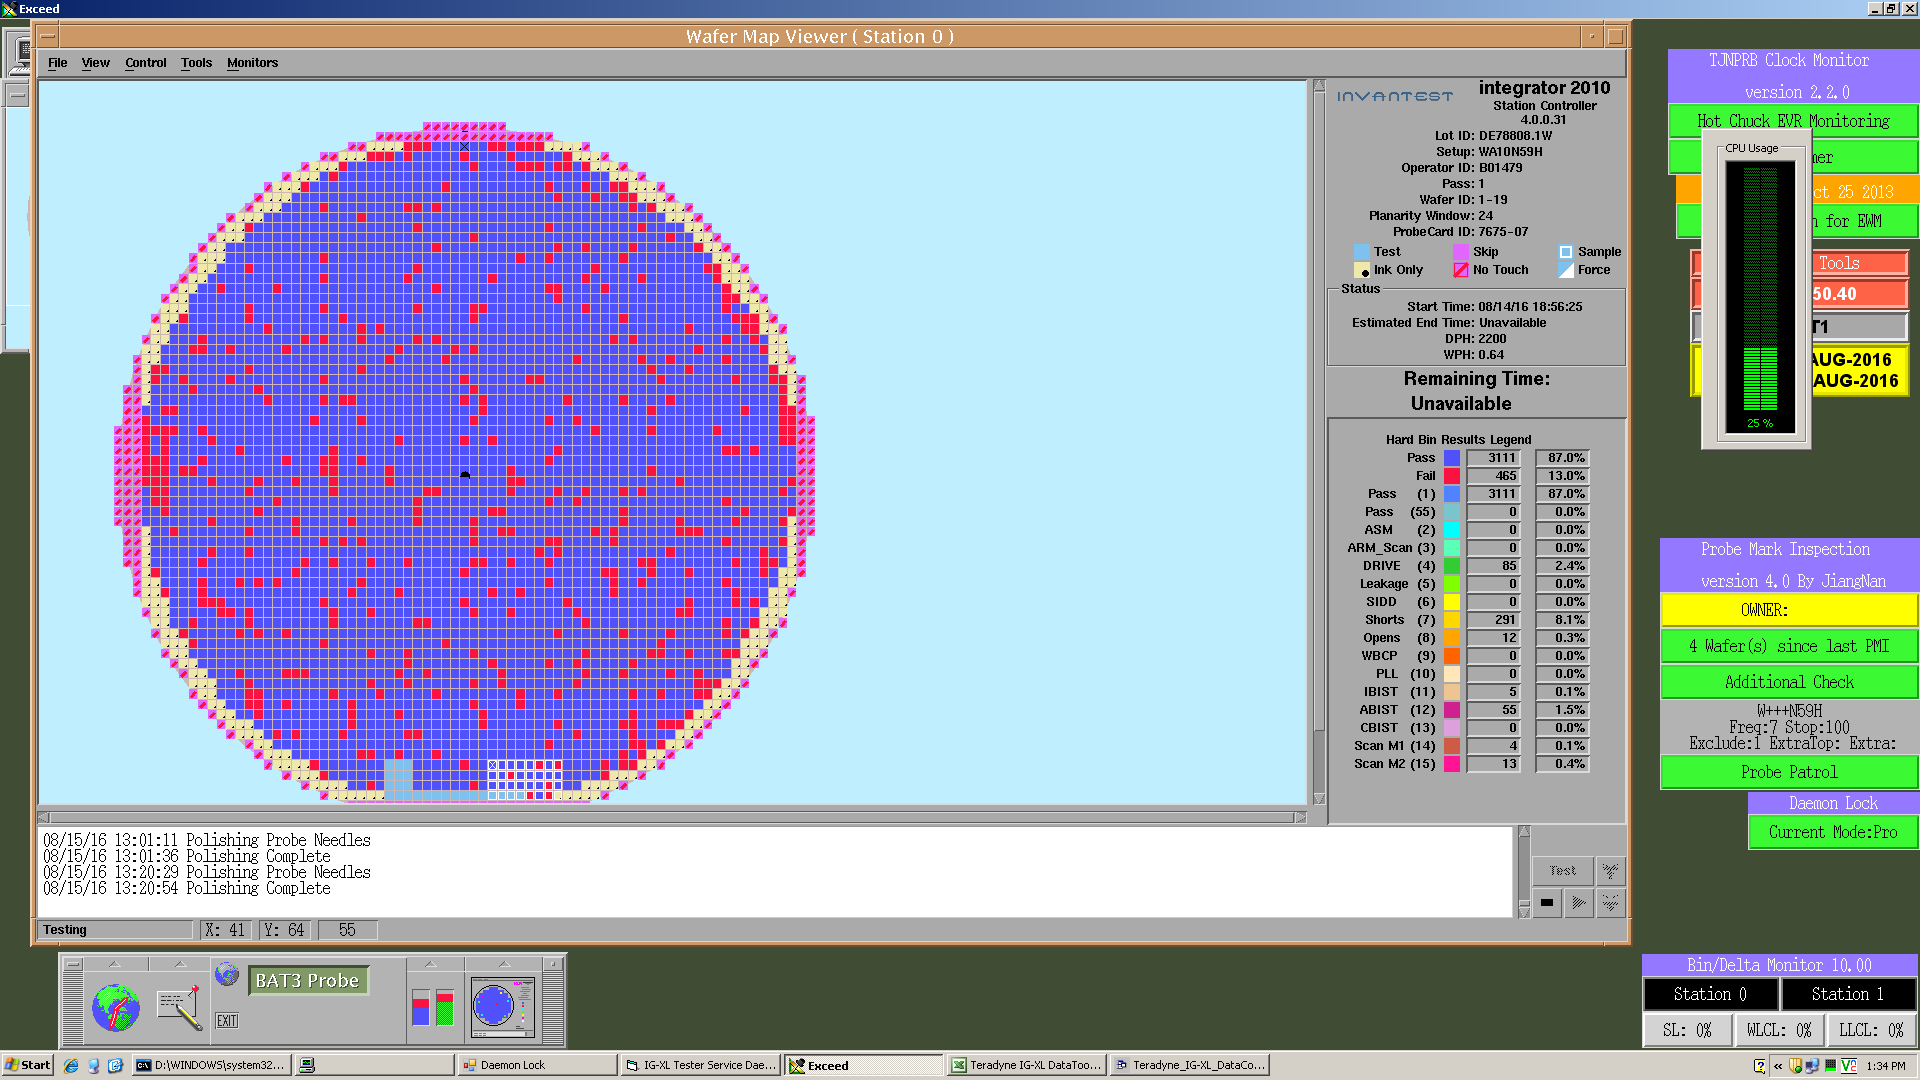 Exceed
Wafer Map Viewer ( Station 0 )
File View Control Tools Monitors
INVANTEST
integrator 2010
Station Controller
4.0.0.31
Lot ID: DE78808.1W
Setup: WA10N59H
Operator ID: B01479
Pass: 1
Wafer ID: 1-19
Planarity Window: 24
ProbeCard ID: 7675-07
Test Skip Sample
Ink Only No Touch Force
Status
Start Time: 08/14/16 18:56:25
Estimated End Time: Unavailable
DPH: 2200
WPH: 0.64
Remaining Time:
Unavailable
Hard Bin Results Legend
Pass 3111 87.0%
Fail 465 13.0%
Pass (1) 3111 87.0%
Pass (55) 0 0.0%
ASM (2) 0 0.0%
ARM_Scan (3) 0 0.0%
DRIVE (4) 85 2.4%
Leakage (5) 0 0.0%
SIDD (6) 0 0.0%
Shorts (7) 291 8.1%
Opens (8) 12 0.3%
WBCP (9) 0 0.0%
PLL (10) 0 0.0%
IBIST (11) 5 0.1%
ABIST (12) 55 1.5%
CBIST (13) 0 0.0%
Scan M1 (14) 4 0.1%
Scan M2 (15) 13 0.4%
08/15/16 13:01:11 Polishing Probe Needles
08/15/16 13:01:36 Polishing Complete
08/15/16 13:20:29 Polishing Probe Needles
08/15/16 13:20:54 Polishing Complete
Test
Testing X: 41 Y: 64 55
BAT3 Probe
EXIT
TJNPRB Clock Monitor
version 2.2.0
Hot Chuck EVR Monitoring
CPU Usage
25 %
mer
ct 25 2013
n for EWM
Tools
50.40
T1
AUG-2016
AUG-2016
Probe Mark Inspection
version 4.0 By JiangNan
OWNER:
4 Wafer(s) since last PMI
Additional Check
W+++N59H
Freq:7 Stop:100
Exclude:1 ExtraTop: Extra:
Probe Patrol
Daemon Lock
Current Mode:Pro
Bin/Delta Monitor 10.00
Station 0 Station 1
SL: 0% WLCL: 0% LLCL: 0%
Start D:\WINDOWS\system32... Daemon Lock IG-XL Tester Service Dae... Exceed Teradyne IG-XL DataToo... Teradyne_IG-XL_DataCo... « 1:34 PM